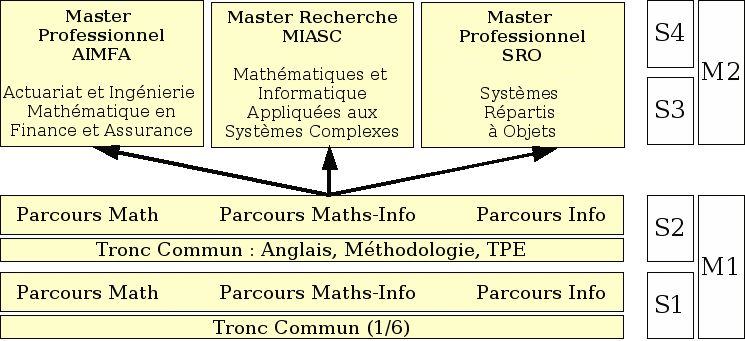 Master
Professionnel
AIMFA
Actuariat et Ingénierie
Mathématique en
Finance et Assurance
Master Recherche
MIASC
Mathématiques et
Informatique
Appliquées aux
Systèmes Complexes
Master
Professionnel
SRO
Systèmes
Répartis
à Objets
S4
S3
M2
Parcours Math Parcours Maths-Info Parcours Info
Tronc Commun : Anglais, Méthodologie, TPE
S2
Parcours Math Parcours Maths-Info Parcours Info
Tronc Commun (1/6)
S1
M1